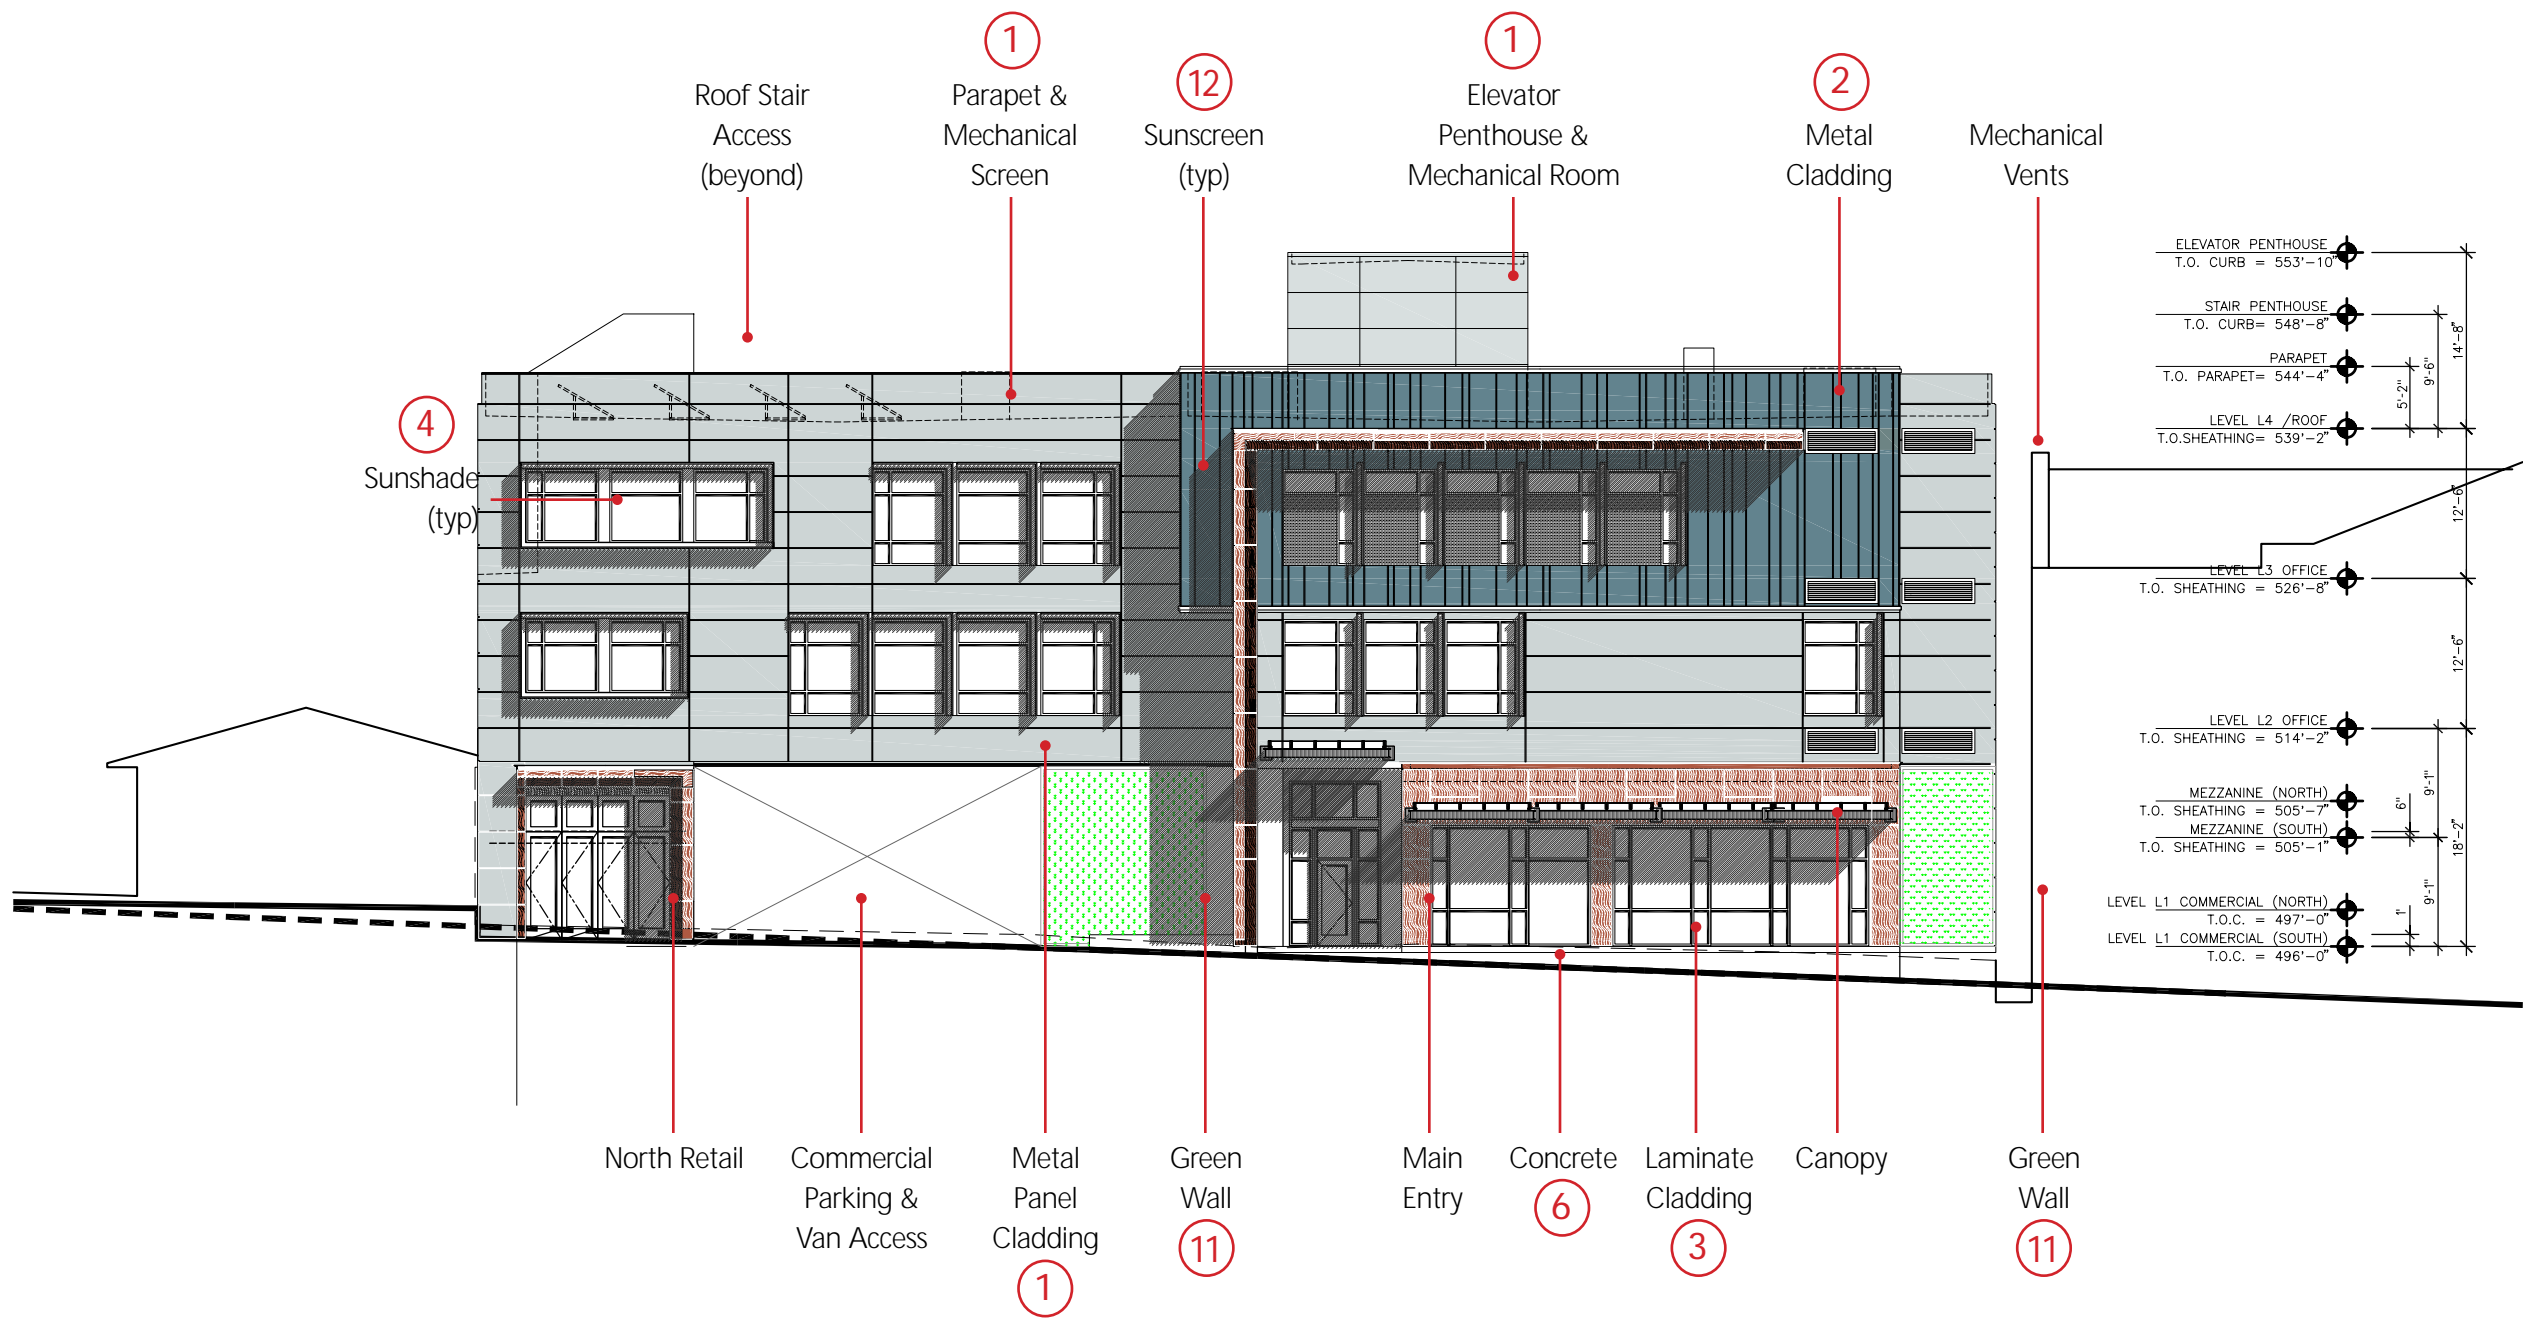 1
Roof Stair
Access
(beyond)
Parapet &
Mechanical
Screen
12
Sunscreen
(typ)
1
Elevator
Penthouse &
Mechanical Room
2
Metal
Cladding
Mechanical
Vents
4
Sunshade
(typ)
ELEVATOR PENTHOUSE
T.O. CURB = 553'-10"
STAIR PENTHOUSE
T.O. CURB= 548'-8"
PARAPET
T.O. PARAPET= 544'-4"
LEVEL L4 /ROOF
T.O.SHEATHING= 539'-2"
LEVEL L3 OFFICE
T.O. SHEATHING = 526'-8"
LEVEL L2 OFFICE
T.O. SHEATHING = 514'-2"
MEZZANINE (NORTH)
T.O. SHEATHING = 505'-7"
MEZZANINE (SOUTH)
T.O. SHEATHING = 505'-1"
LEVEL L1 COMMERCIAL (NORTH)
T.O.C. = 497'-0"
LEVEL L1 COMMERCIAL (SOUTH)
T.O.C. = 496'-0"
5'-2"
9'-6"
14'-8"
12'-6"
12'-6"
6"
9'-1"
18'-2"
1'
9'-1"
North Retail
Commercial
Parking &
Van Access
Metal
Panel
Cladding
1
Green
Wall
11
Main
Entry
Concrete
6
Laminate
Cladding
3
Canopy
Green
Wall
11